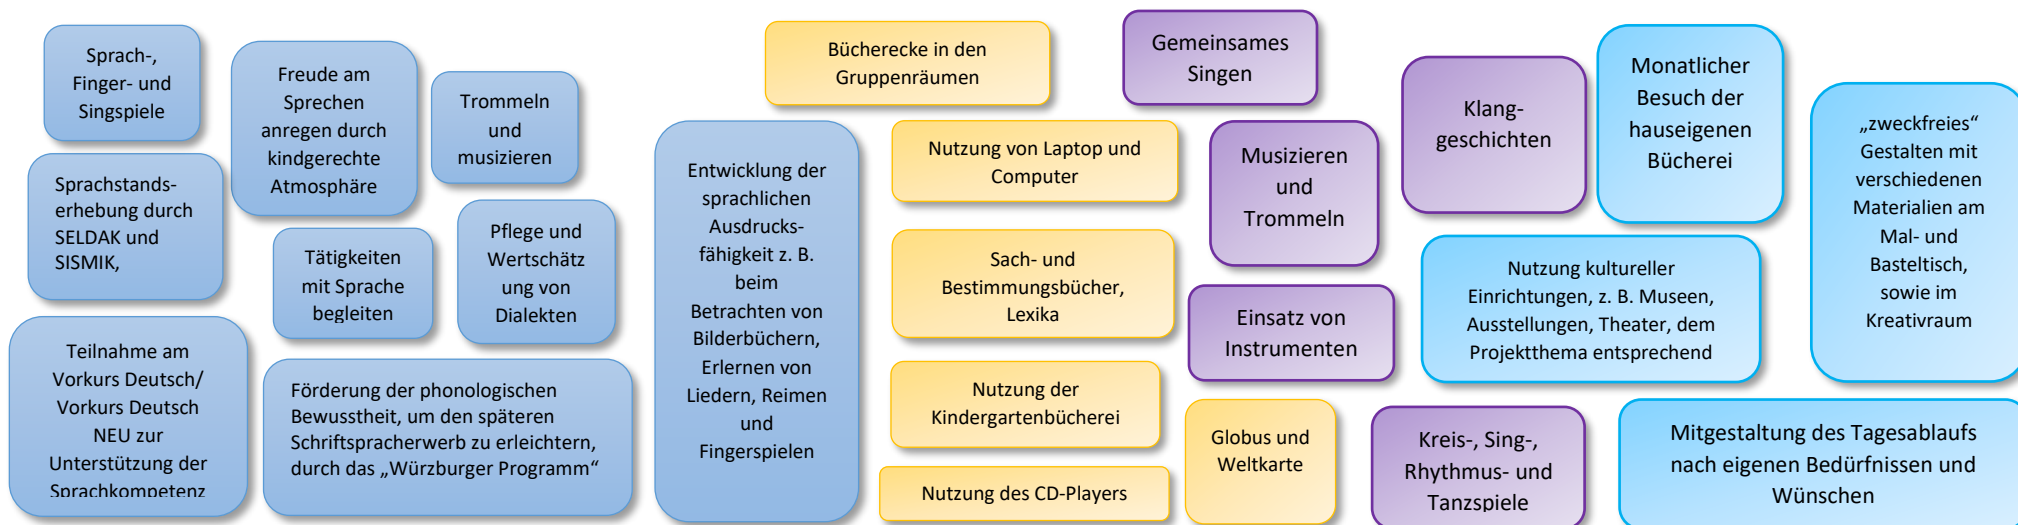 Sprach-,
Finger- und
Singspiele
Freude am
Sprechen
anregen durch
kindgerechte
Atmosphäre
Trommeln
und
musizieren
Sprachstands-
erhebung durch
SELDAK und
SISMIK,
Tätigkeiten
mit Sprache
begleiten
Pflege und
Wertschätz
ung von
Dialekten
Teilnahme am
Vorkurs Deutsch/
Vorkurs Deutsch
NEU zur
Unterstützung der
Sprachkompetenz
Förderung der phonologischen
Bewusstheit, um den späteren
Schriftspracherwerb zu erleichtern,
durch das „Würzburger Programm“
Entwicklung der
sprachlichen
Ausdrucks-
fähigkeit z. B.
beim
Betrachten von
Bilderbüchern,
Erlernen von
Liedern, Reimen
und
Fingerspielen
Bücherecke in den
Gruppenräumen
Nutzung von Laptop und
Computer
Sach- und
Bestimmungsbücher,
Lexika
Nutzung der
Kindergartenbücherei
Nutzung des CD-Players
Globus und
Weltkarte
Gemeinsames
Singen
Musizieren
und
Trommeln
Einsatz von
Instrumenten
Klang-
geschichten
Kreis-, Sing-,
Rhythmus- und
Tanzspiele
Monatlicher
Besuch der
hauseigenen
Bücherei
Nutzung kultureller
Einrichtungen, z. B. Museen,
Ausstellungen, Theater, dem
Projektthema entsprechend
„zweckfreies“
Gestalten mit
verschiedenen
Materialien am
Mal- und
Basteltisch,
sowie im
Kreativraum
Mitgestaltung des Tagesablaufs
nach eigenen Bedürfnissen und
Wünschen